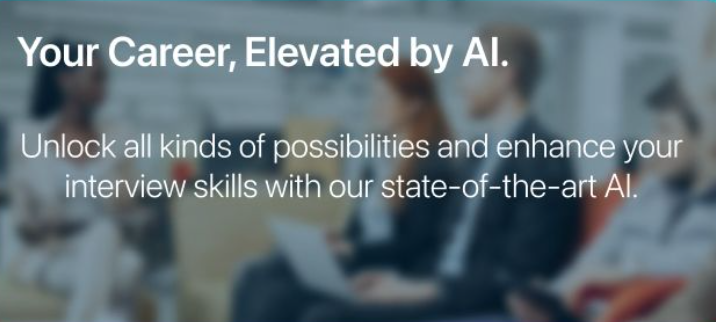 Your Career, Elevated by AI.
Unlock all kinds of possibilities and enhance your
interview skills with our state-of-the-art AI.